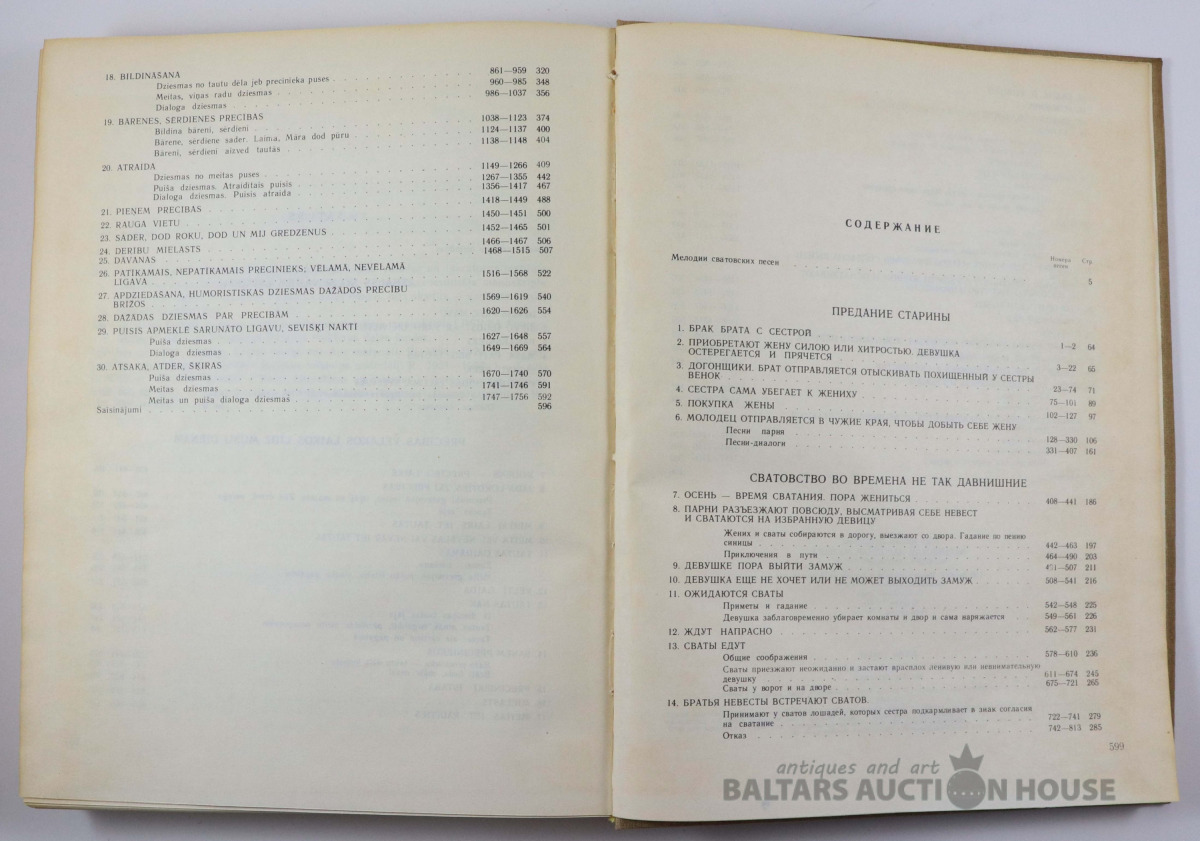 18. BILDINĀŠANA
Dziesmas no tautu dēla jeb precinieka puses 861—959 320
Meitas, viņas radu dziesmas 960—985 348
Dialoga dziesmas 986—1037 356
19. BĀRENES, SĒRDIENES PRECĪBAS
Bildina bāreni, sērdieni 1038—1123 374
Bārene, sērdiene sader. Laima, Māra dod pūru 1124—1137 400
Bāreni, sērdieni aizved tautās 1138—1148 404
20. ATRAIDA
Dziesmas no meitas puses 1149—1266 409
Puiša dziesmas. Atraidītais puisis 1267—1355 442
Dialoga dziesmas. Puisis atraida 1356—1417 467
21. PIEŅEM PRECĪBAS 1418—1449 488
22. RAUGA VIETU 1450—1451 500
23. SADER, DOD ROKU, DOD UN MIJ GREDZENUS 1452—1465 501
24. DERĪBU MIELASTS 1466—1467 506
25. DĀVANAS 1468—1515 507
26. PATĪKAMAIS, NEPATĪKAMAIS PRECINIEKS; VĒLAMĀ, NEVĒLAMĀ
LĪGAVA 1516—1568 522
27. APDZIEDĀŠANA, HUMORISTISKAS DZIESMAS DAŽĀDOS PRECĪBU
BRĪŽOS 1569—1619 540
28. DAŽĀDAS DZIESMAS PAR PRECĪBĀM 1620—1626 554
29. PUISIS APMEKLĒ SARUNĀTO LĪGAVU, SEVIŠĶI NAKTĪ
Puiša dziesmas 1627—1648 557
Dialoga dziesmas 1649—1669 564
30. ATSAKA, ATDER, ŠĶIRAS
Puiša dziesmas 1670—1740 570
Meitas dziesmas 1741—1746 591
Meitas un puiša dialoga dziesmas 1747—1756 592
Saīsinājumi 596
СОДЕРЖАНИЕ
Номера песен Стр
Мелодии сватовских песен 5
ПРЕДАНИЕ СТАРИНЫ
1. БРАК БРАТА С СЕСТРОЙ 1—2 64
2. ПРИОБРЕТАЮТ ЖЕНУ СИЛОЮ ИЛИ ХИТРОСТЬЮ. ДЕВУШКА
ОСТЕРЕГАЕТСЯ И ПРЯЧЕТСЯ 3—22 65
3. ДОГОНЩИКИ. БРАТ ОТПРАВЛЯЕТСЯ ОТЫСКИВАТЬ ПОХИЩЕННЫЙ У СЕСТРЫ
ВЕНОК 23—74 71
4. СЕСТРА САМА УБЕГАЕТ К ЖЕНИХУ 75—101 89
5. ПОКУПКА ЖЕНЫ 102—127 97
6. МОЛОДЕЦ ОТПРАВЛЯЕТСЯ В ЧУЖИЕ КРАЯ, ЧТОБЫ ДОБЫТЬ СЕБЕ ЖЕНУ
Песни парня 128—330 106
Песни-диалоги 331—407 161
СВАТОВСТВО ВО ВРЕМЕНА НЕ ТАК ДАВНИШНИЕ
7. ОСЕНЬ — ВРЕМЯ СВАТАНИЯ. ПОРА ЖЕНИТЬСЯ 408—441 186
8. ПАРНИ РАЗЪЕЗЖАЮТ ПОВСЮДУ, ВЫСМАТРИВАЯ СЕБЕ НЕВЕСТ
И СВАТАЮТСЯ НА ИЗБРАННУЮ ДЕВИЦУ
Жених и сваты собираются в дорогу, выезжают со двора. Гадание по пению
синицы 442—463 197
Приключения в пути 464—490 203
9. ДЕВУШКЕ ПОРА ВЫЙТИ ЗАМУЖ 491—507 211
10. ДЕВУШКА ЕЩЕ НЕ ХОЧЕТ ИЛИ НЕ МОЖЕТ ВЫХОДИТЬ ЗАМУЖ 508—541 216
11. ОЖИДАЮТСЯ СВАТЫ
Приметы и гадание 542—548 225
Девушка заблаговременно убирает комнаты и двор и сама наряжается 549—561 226
12. ЖДУТ НАПРАСНО 562—577 231
13. СВАТЫ ЕДУТ
Общие соображения 578—610 236
Сваты приезжают неожиданно и застают врасплох ленивую или невнимательную
девушку 611—674 245
Сваты у ворот и на дворе 675—721 265
14. БРАТЬЯ НЕВЕСТЫ ВСТРЕЧАЮТ СВАТОВ.
Принимают у сватов лошадей, которых сестра подкармливает в знак согласия
на сватание 722—741 279
Отказ 742—813 285
599
antiques and art
BALTARS AUCTION HOUSE